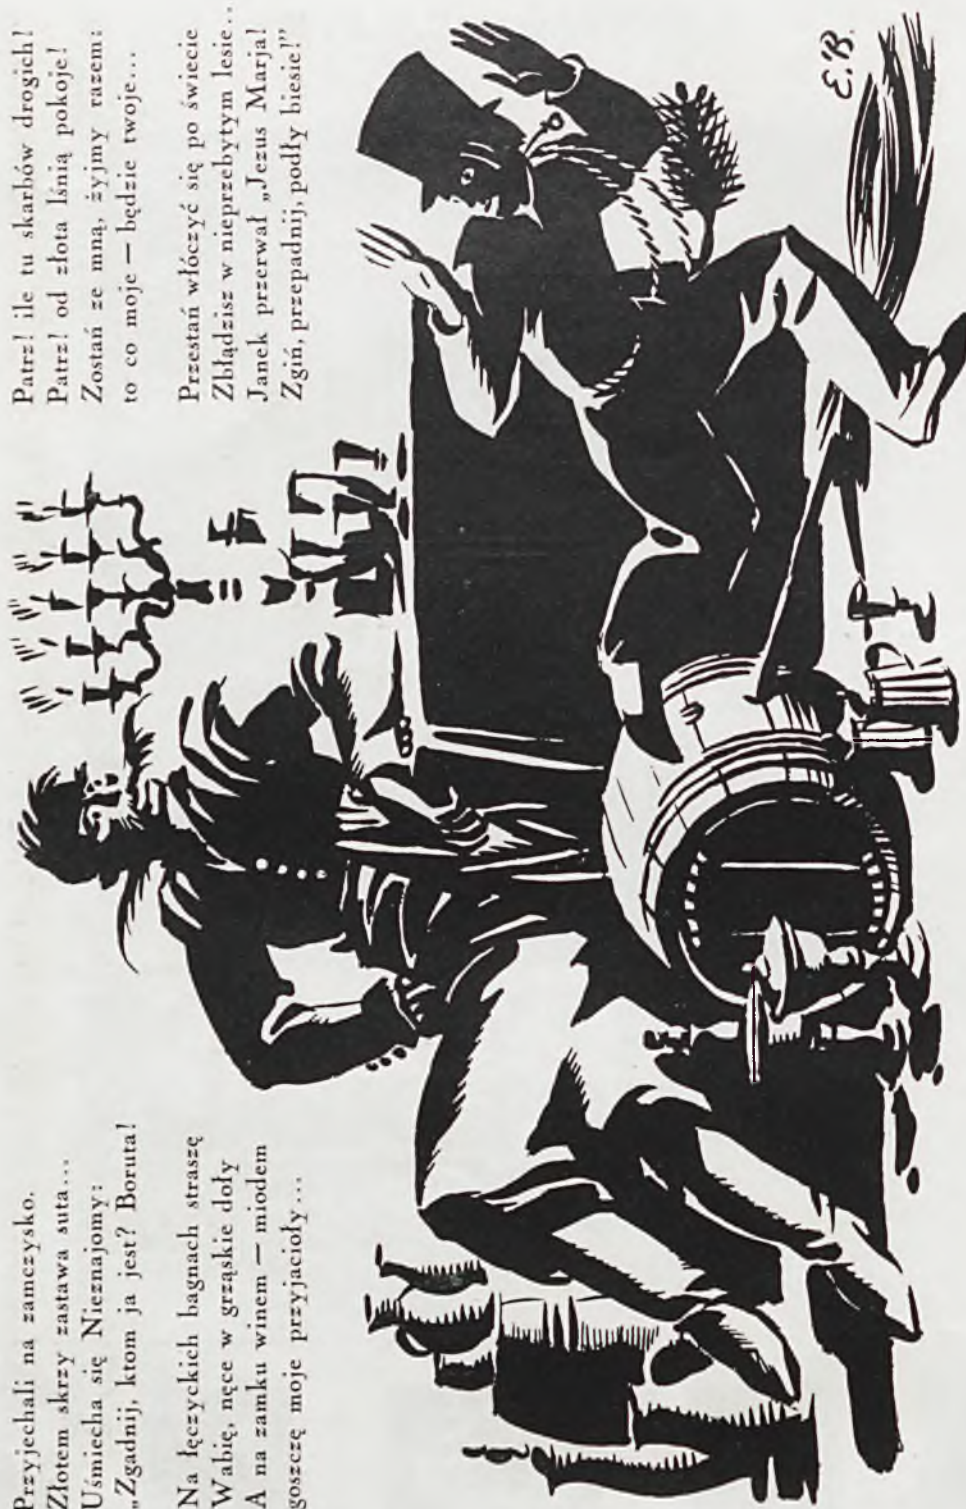 Przyjechali na zamczysko.
Złotem skrzy zastawa suta...
Uśmiecha się Nieznajomy:
„Zgadnij, ktom ja jest? Boruta!
Na łęczyckich bagnach straszę
Wabię, nęcę w grząskie doły
A na zamku winem — miodem
goszczę moje przyjacioły...
Patrz! ile tu skarbów drogich!
Patrz! od złota lśnią pokoje!
Zostań ze mną, żyjmy razem:
to co moje — będzie twoje...
Przestań włóczyć się po świecie
Zbłądzisz w nieprzebytym lesie...
Janek przerwał „Jezus Marja!
Zgiń, przepadnij, podły biesie!”
E.B.